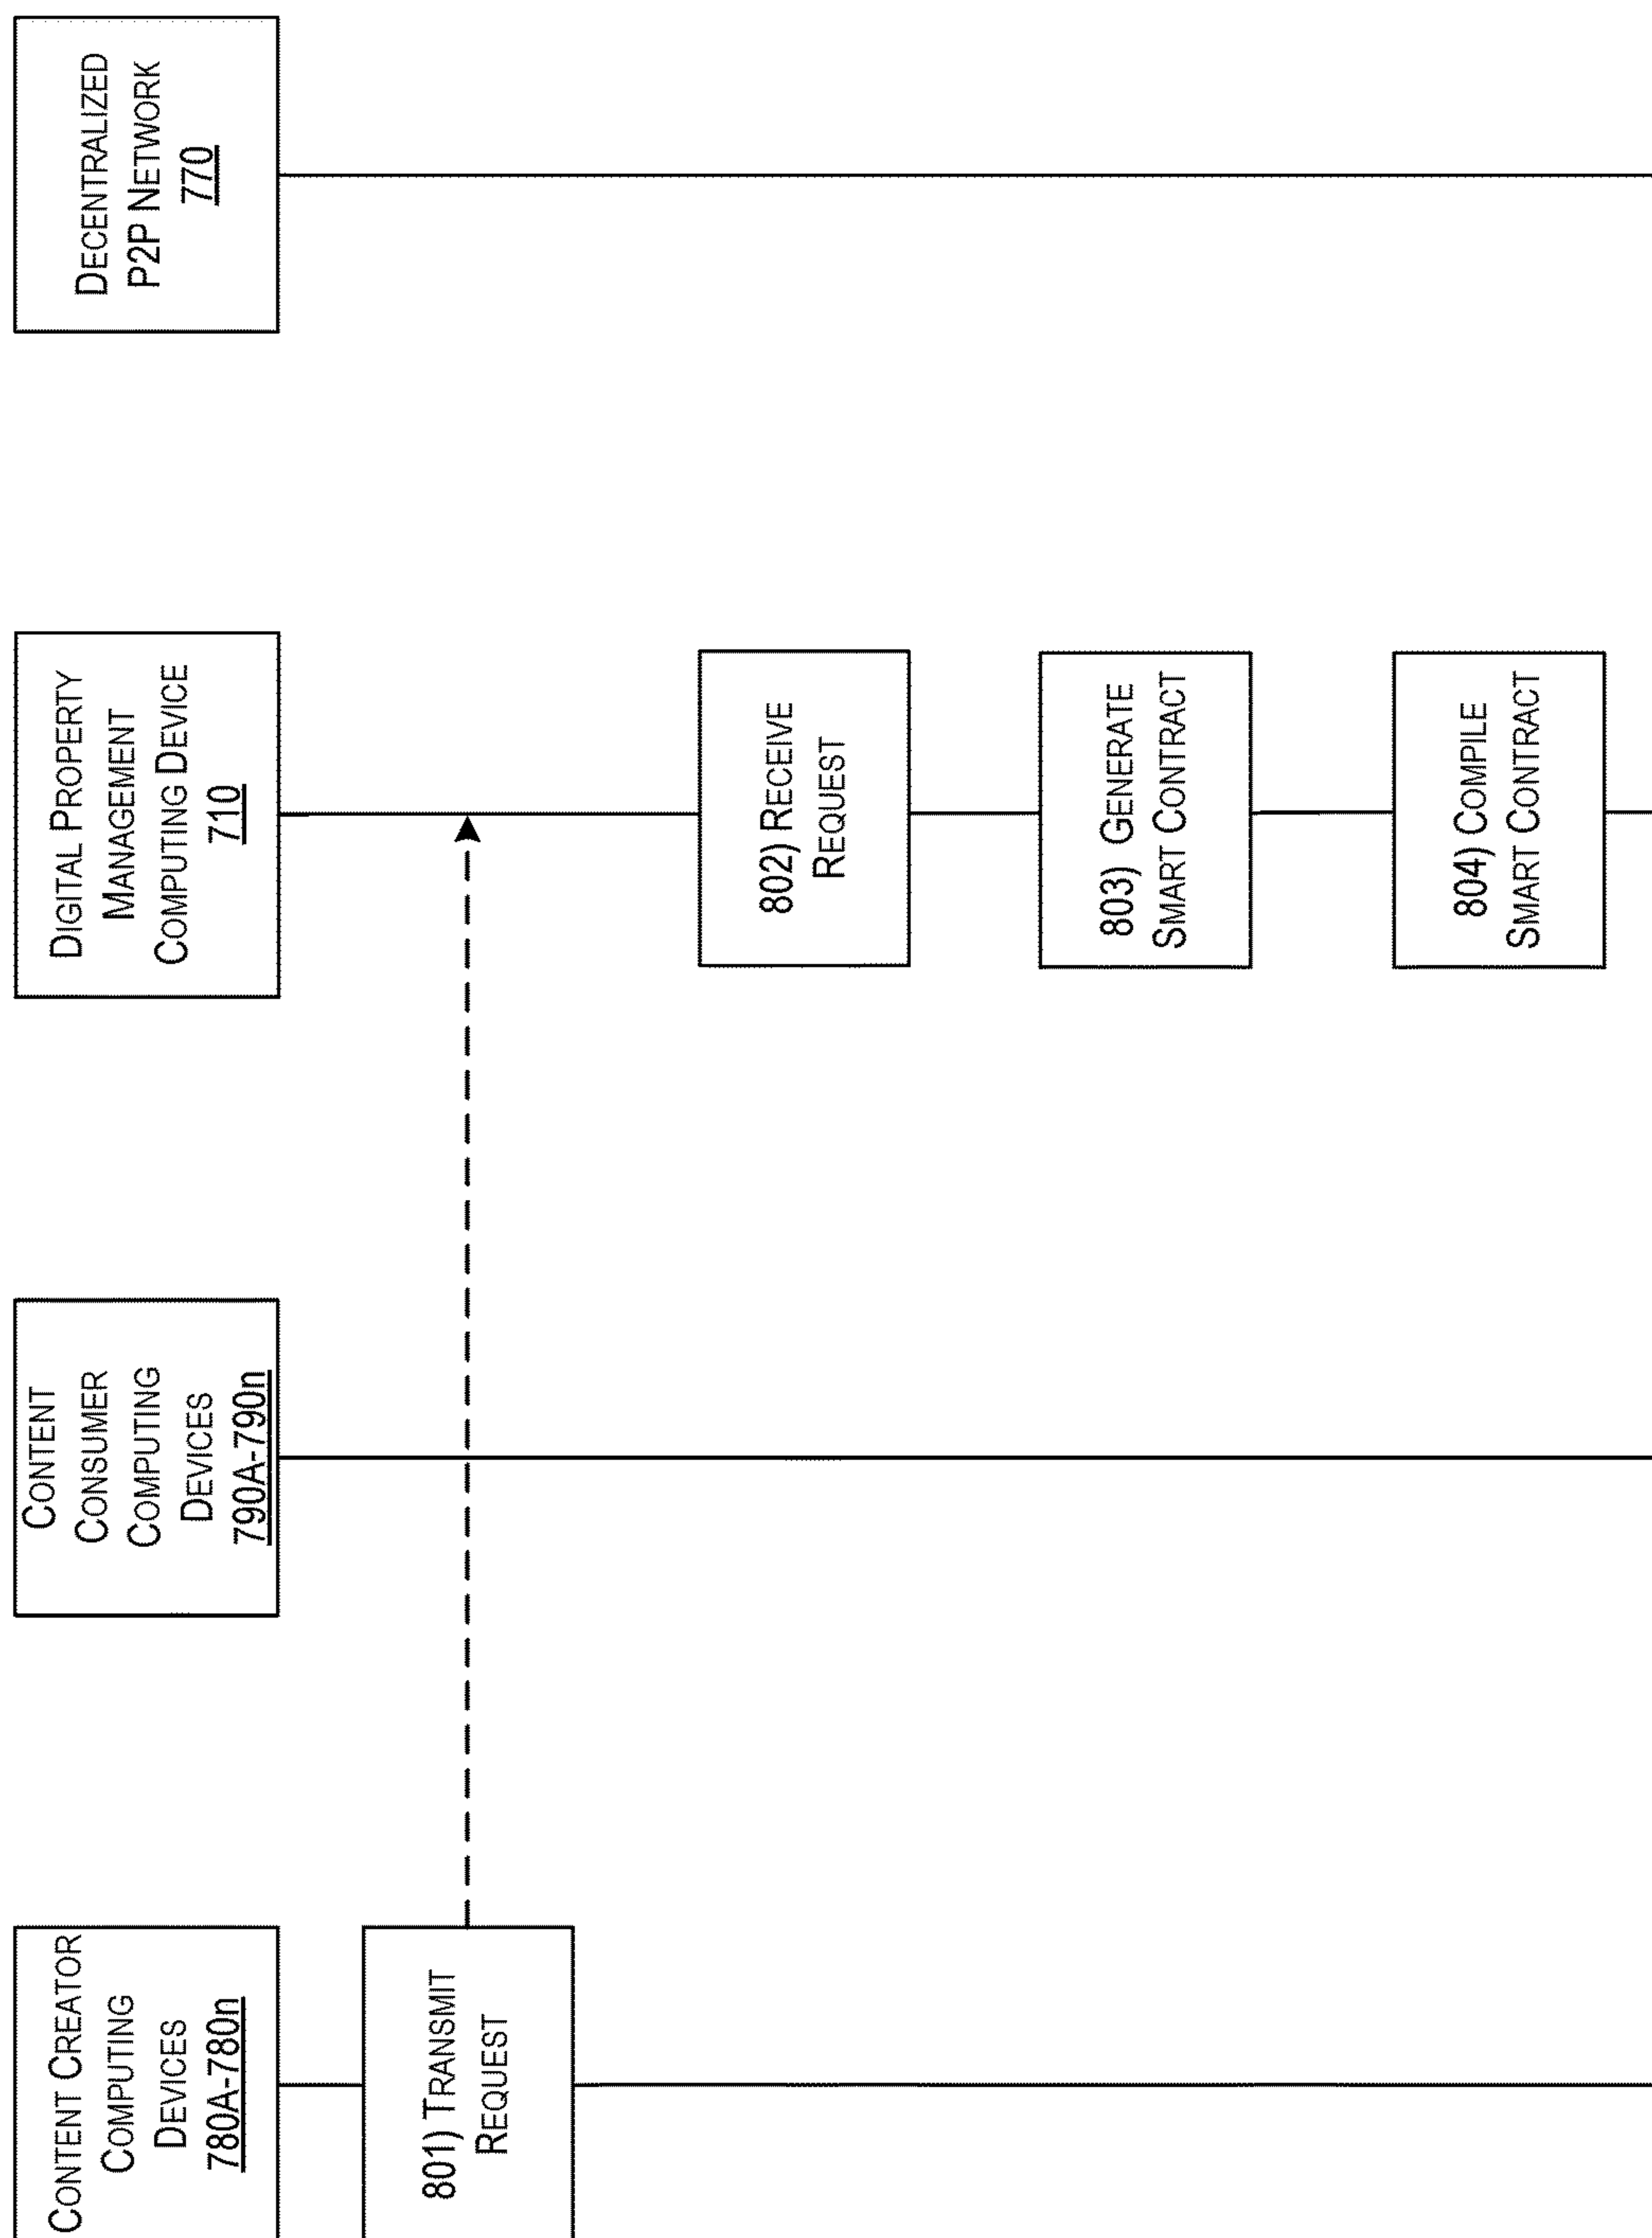 CONTENT CREATOR
COMPUTING
DEVICES
780A-780n
CONTENT
CONSUMER
COMPUTING
DEVICES
790A-790n
DIGITAL PROPERTY
MANAGEMENT
COMPUTING DEVICE
710
DECENTRALIZED
P2P NETWORK
770
801) TRANSMIT
REQUEST
802) RECEIVE
REQUEST
803) GENERATE
SMART CONTRACT
804) COMPILE
SMART CONTRACT